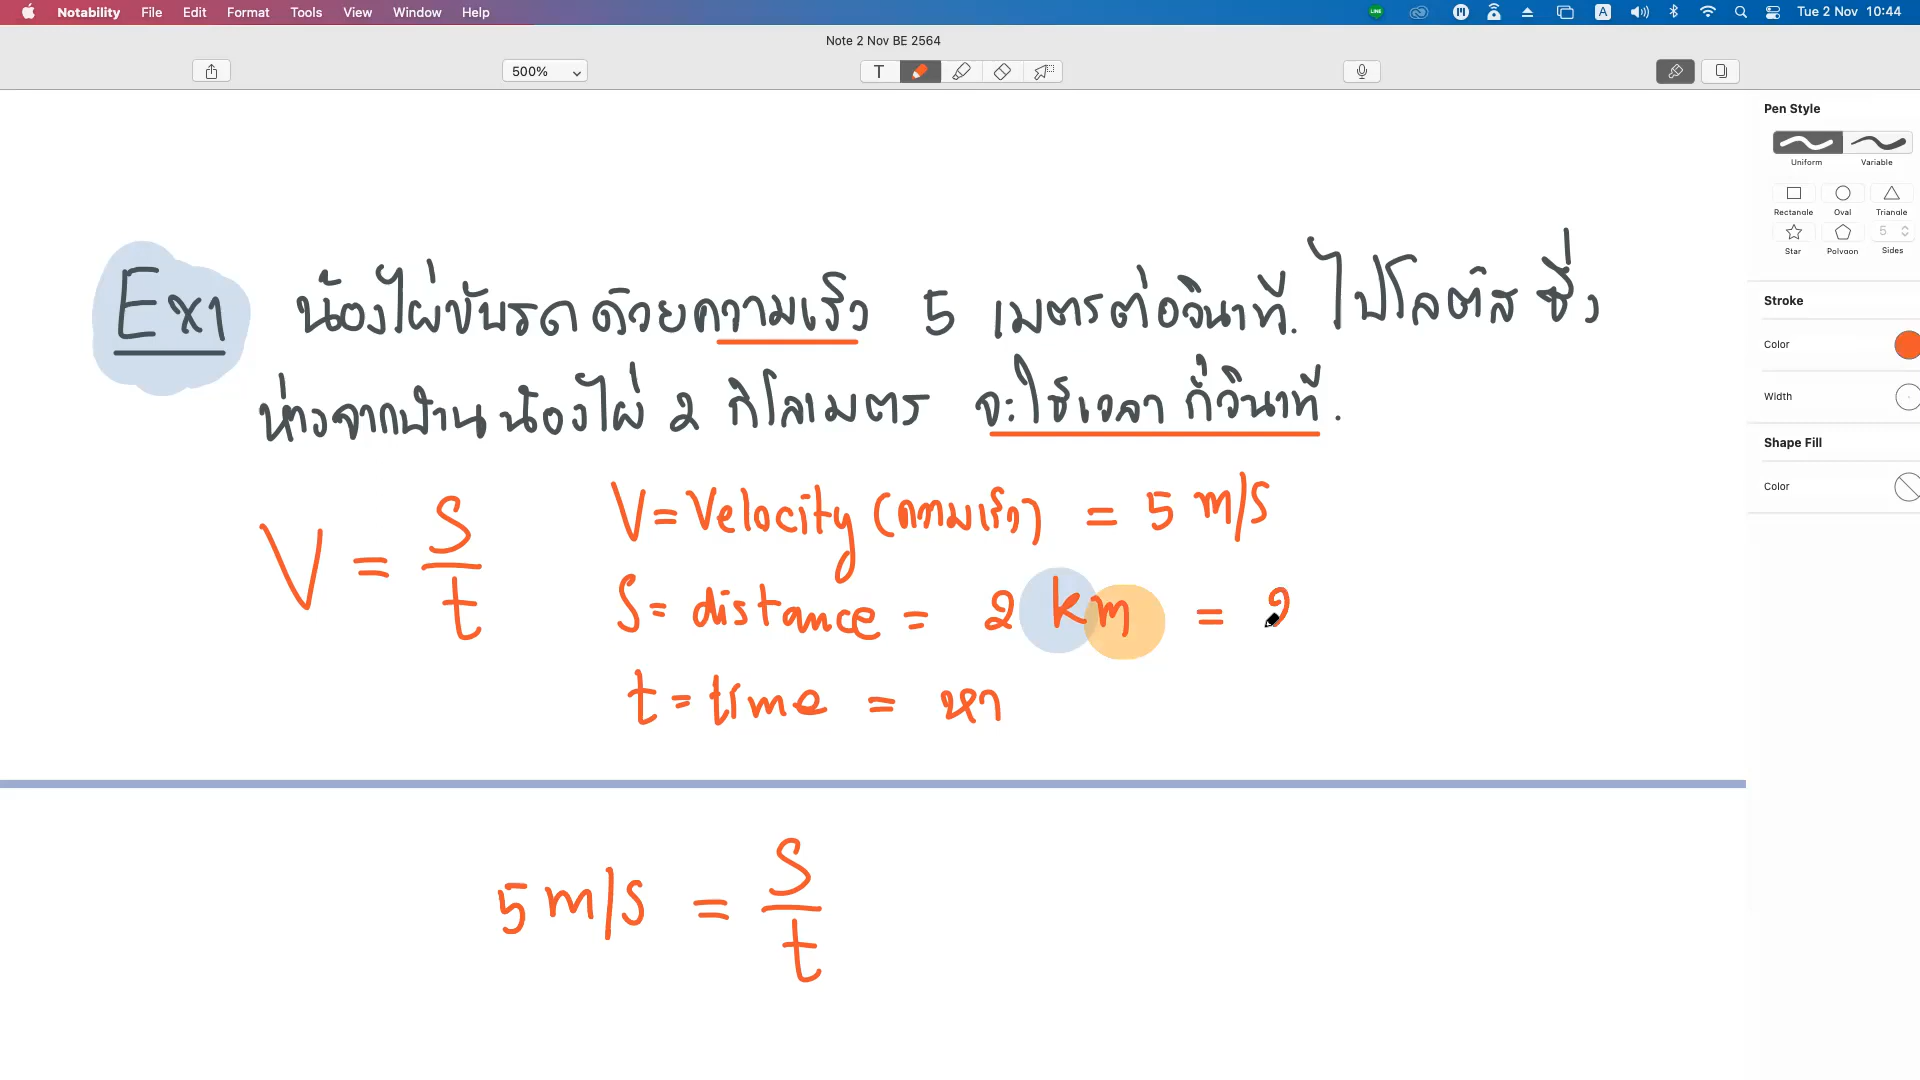 Notability File Edit Format Tools View Window Help LINE A Tue 2 Nov 10:44
Note 2 Nov BE 2564
500% T
Pen Style
Uniform Variable
Rectangle Oval Triangle
5
Star Polygon Sides
Stroke
Color
Width
Shape Fill
Color
Ex1 น้องไผ่ขับรถด้วยความเร็ว 5 เมตรต่อวินาที. ไปโลตัส ซึ่ง
ห่างจากบ้านน้องไผ่ 2 กิโลเมตร จะใช้เวลา กี่วินาที.
V = S/t
V = Velocity (ความเร็ว) = 5 m/s
S = distance = 2 km = 2
t = time = หา
5 m/s = S/t